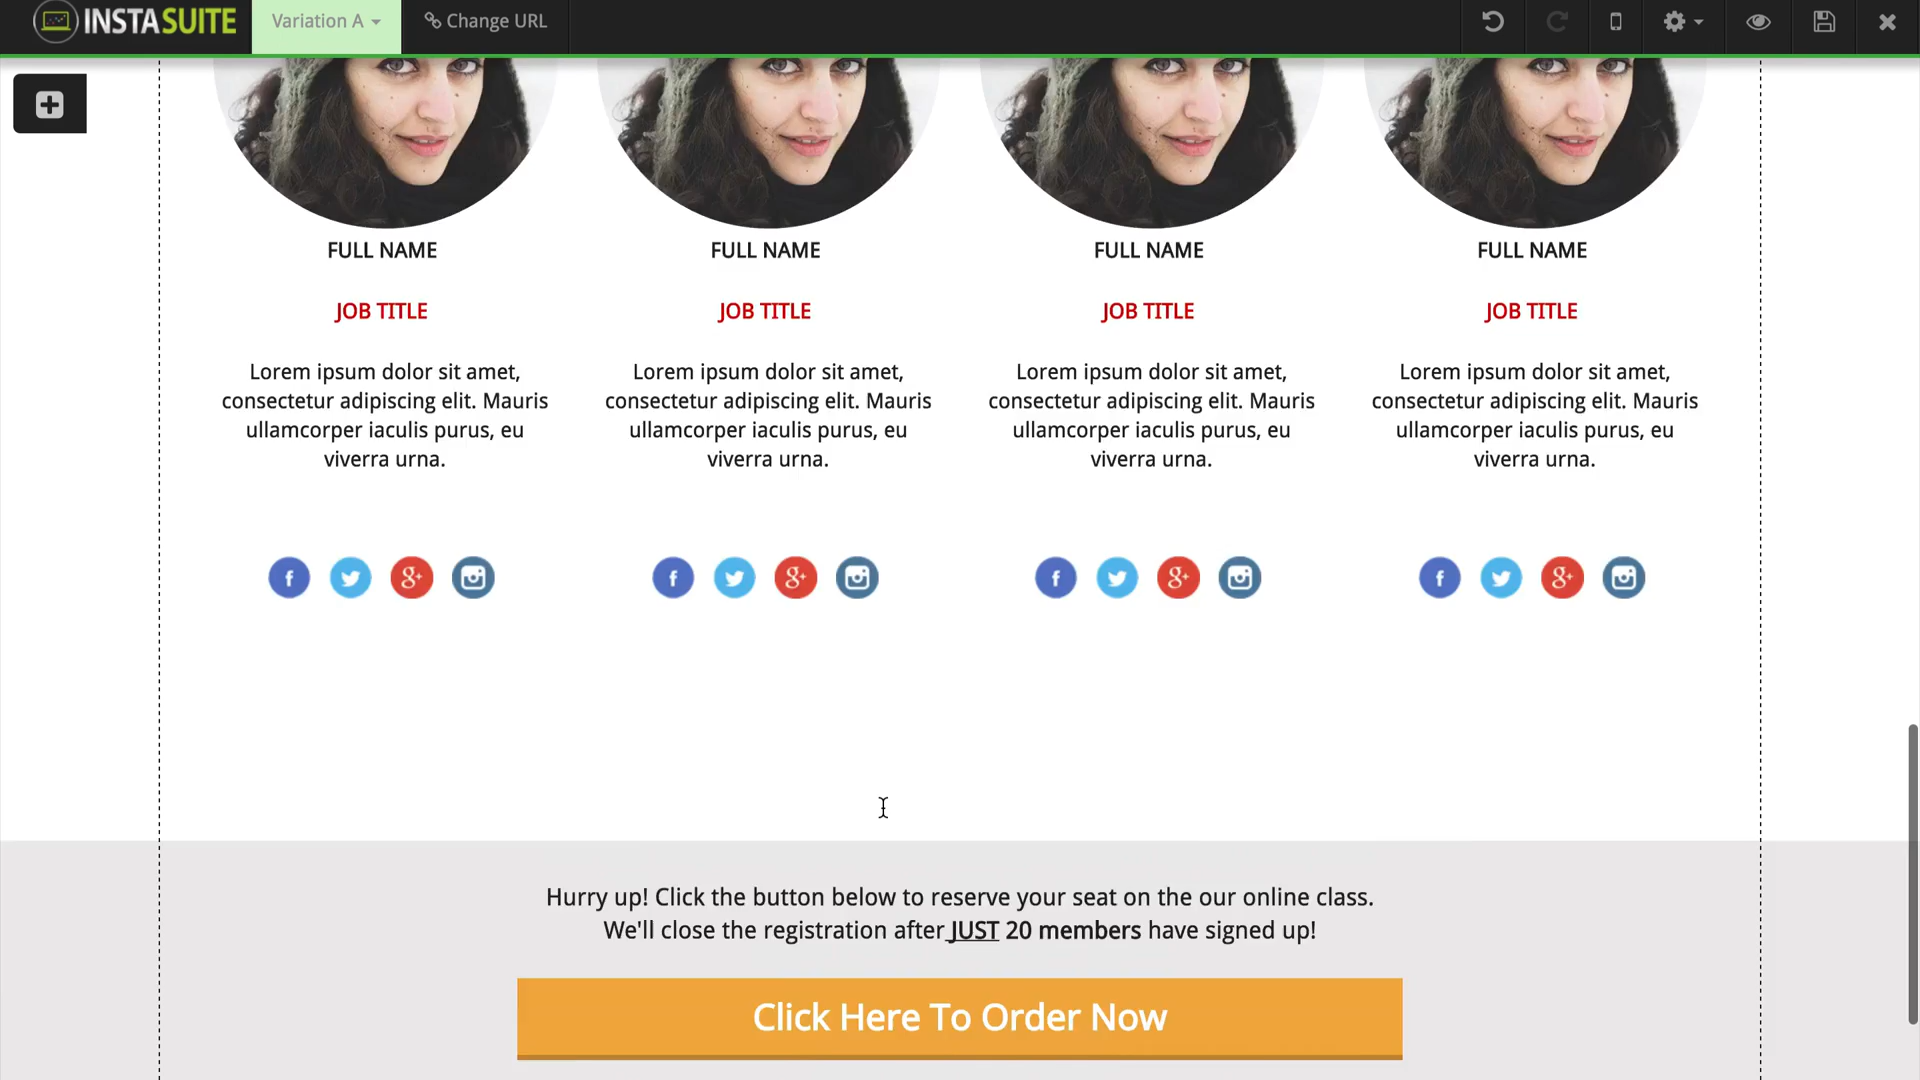 INSTASUITE
Variation A
Change URL
FULL NAME
JOB TITLE
Lorem ipsum dolor sit amet,
consectetur adipiscing elit. Mauris
ullamcorper iaculis purus, eu
viverra urna.
FULL NAME
JOB TITLE
Lorem ipsum dolor sit amet,
consectetur adipiscing elit. Mauris
ullamcorper iaculis purus, eu
viverra urna.
FULL NAME
JOB TITLE
Lorem ipsum dolor sit amet,
consectetur adipiscing elit. Mauris
ullamcorper iaculis purus, eu
viverra urna.
FULL NAME
JOB TITLE
Lorem ipsum dolor sit amet,
consectetur adipiscing elit. Mauris
ullamcorper iaculis purus, eu
viverra urna.
Hurry up! Click the button below to reserve your seat on the our online class.
We'll close the registration after JUST 20 members have signed up!
Click Here To Order Now